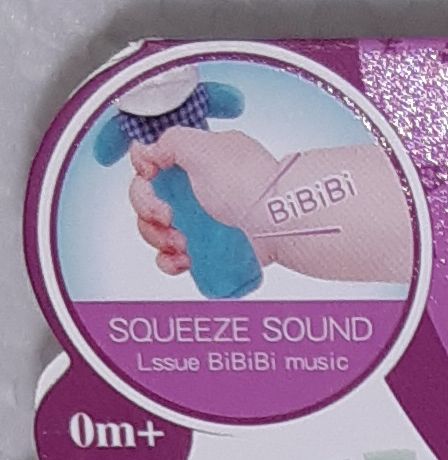 BiBiBi
SQUEEZE SOUND
Lssue BiBiBi music
0m+